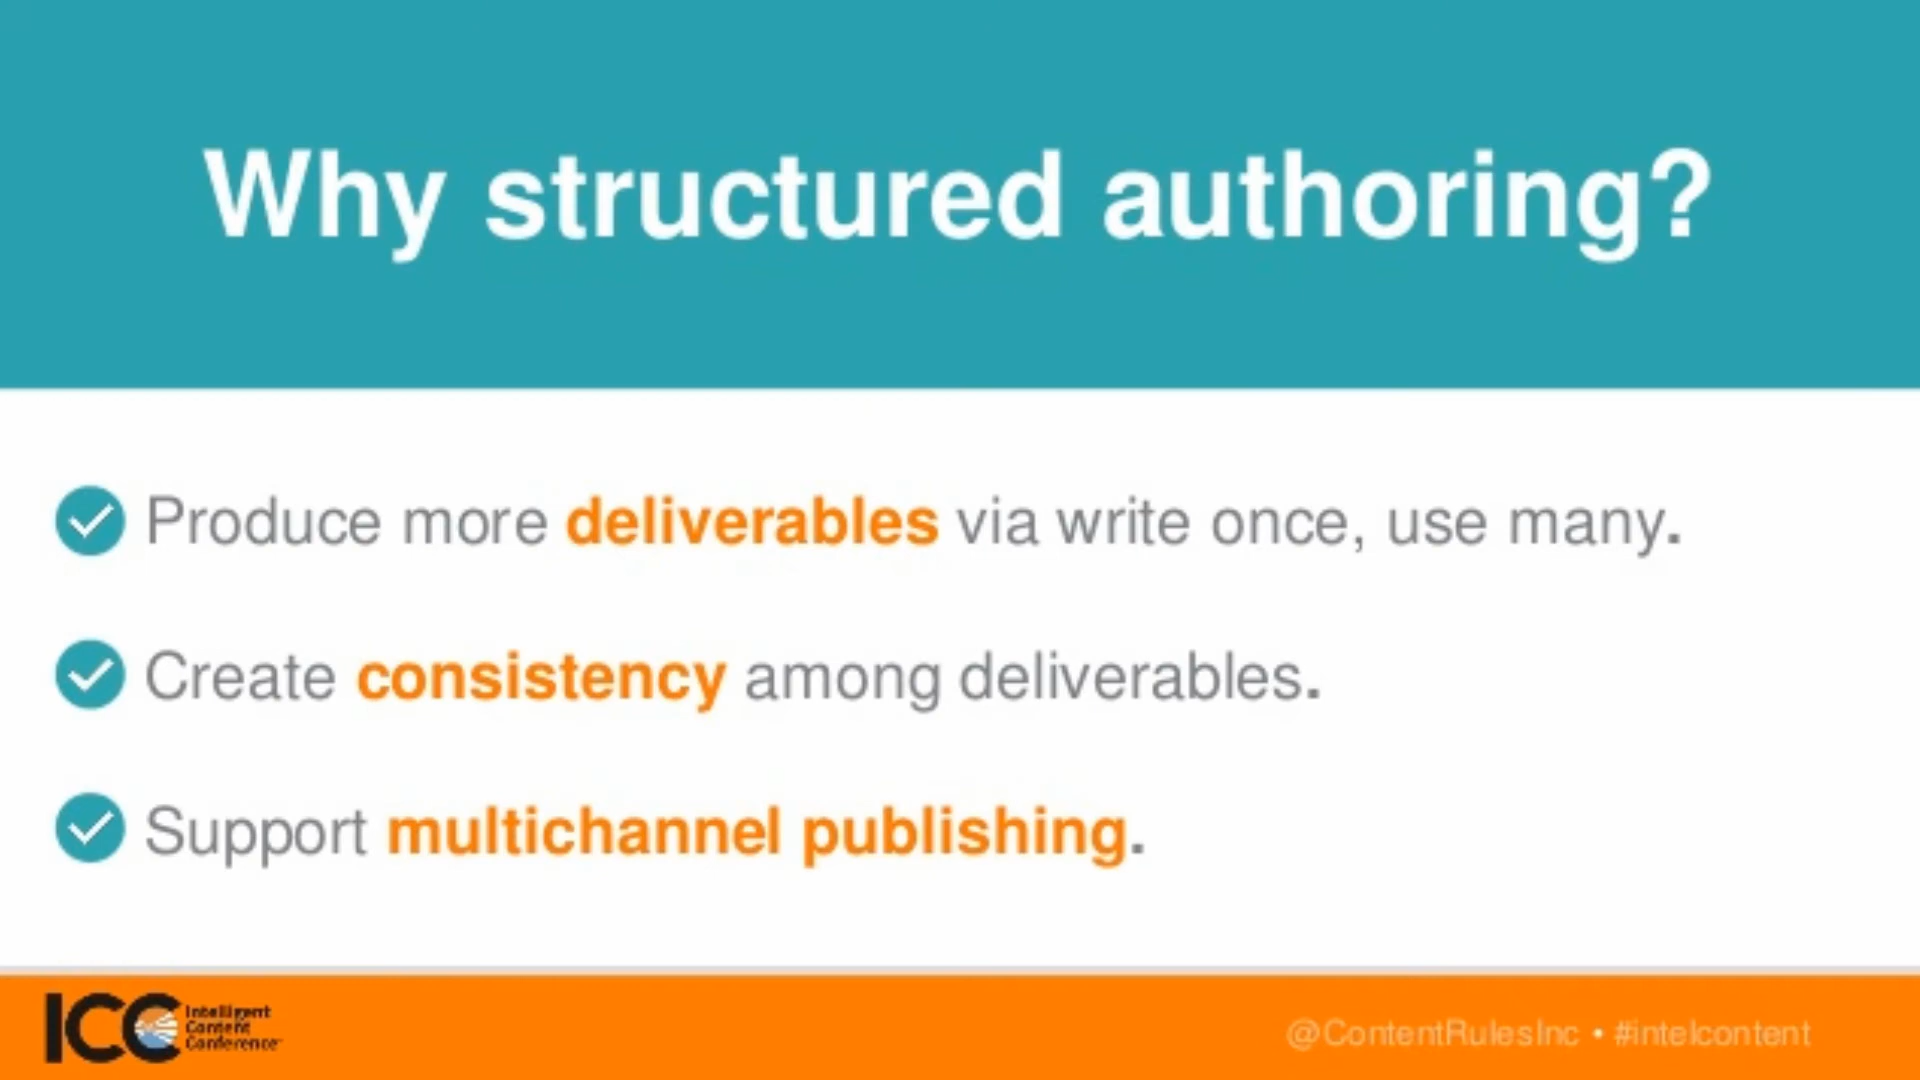 Why structured authoring?
Produce more deliverables via write once, use many.
Create consistency among deliverables.
Support multichannel publishing.
ICC
Intelligent
Content
Conference
@ContentRulesInc • #intelcontent